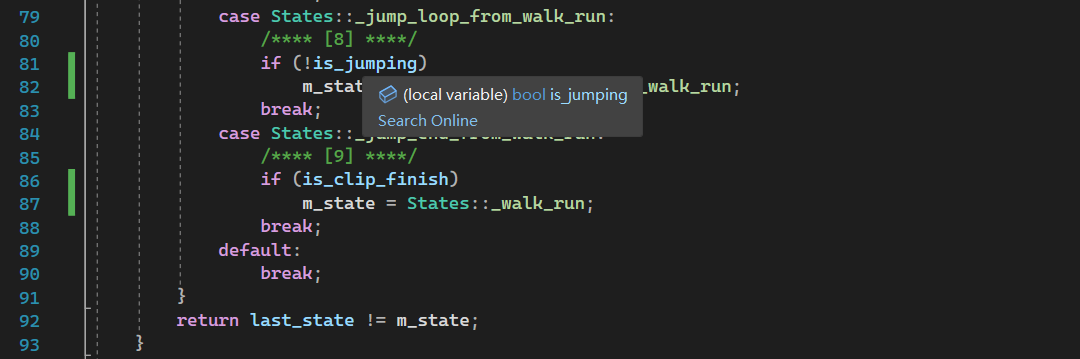 79 case States::_jump_loop_from_walk_run:
80 /**** [8] ****/
81 if (!is_jumping)
82 m_stat _walk_run;
(local variable) bool is_jumping
83 break;
Search Online
84 case States::_jump_end_from_walk_run:
85 /**** [9] ****/
86 if (is_clip_finish)
87 m_state = States::_walk_run;
88 break;
89 default:
90 break;
91 }
92 return last_state != m_state;
93 }